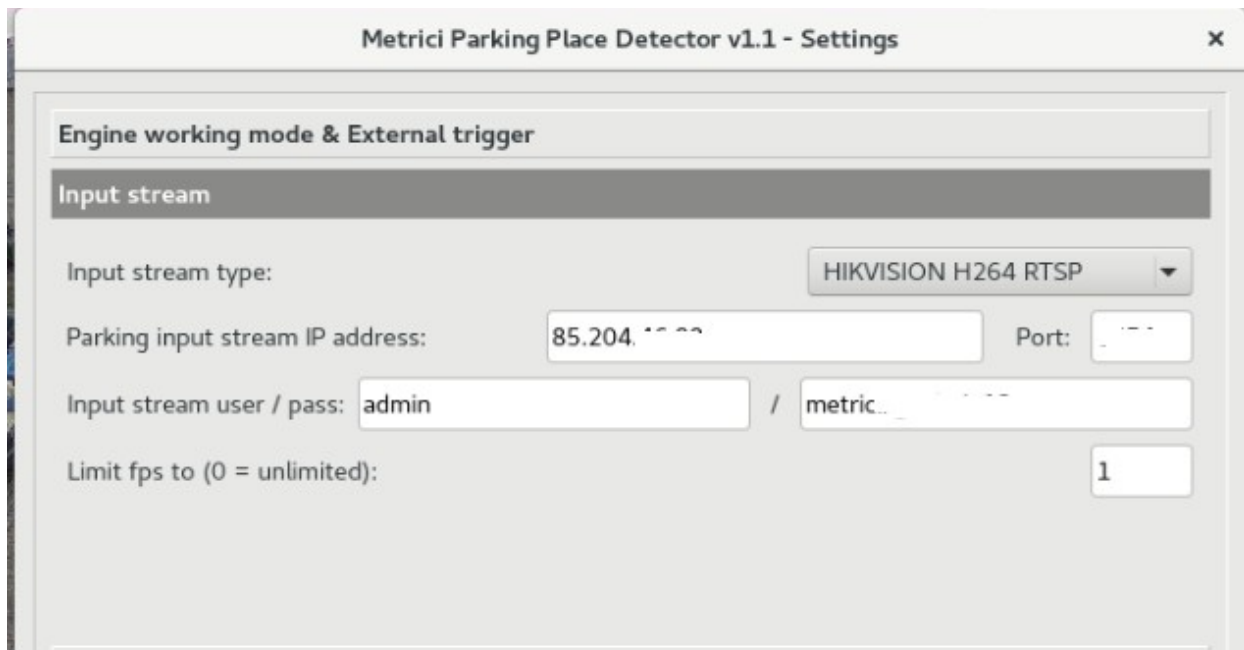 Metrici Parking Place Detector v1.1 - Settings ×
Engine working mode & External trigger
Input stream
Input stream type: HIKVISION H264 RTSP
Parking input stream IP address: 85.204. Port:
Input stream user / pass: admin / metric
Limit fps to (0 = unlimited): 1